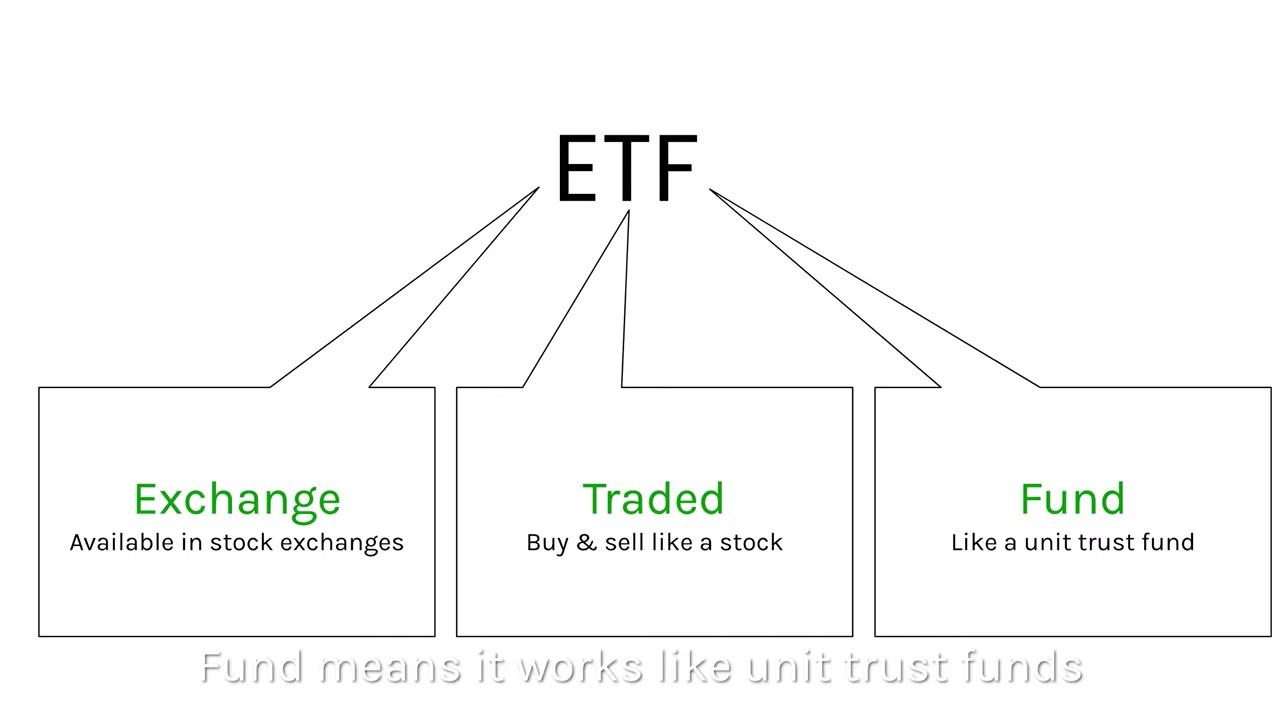 ETF
Exchange
Available in stock exchanges
Traded
Buy & sell like a stock
Fund
Like a unit trust fund
Fund means it works like unit trust funds